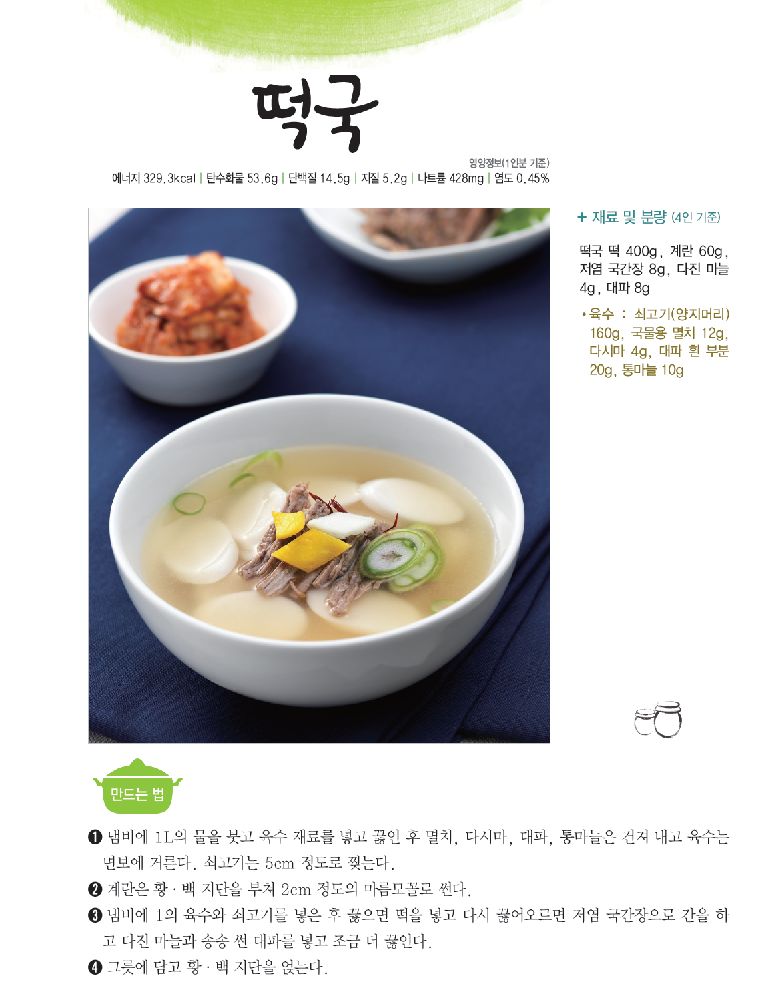 떡국
영양정보(1인분 기준)
에너지 329.3kcal | 탄수화물 53.6g | 단백질 14.5g | 지질 5.2g | 나트륨 428mg | 염도 0.45%
+ 재료 및 분량 (4인 기준)
떡국 떡 400g, 계란 60g,
저염 국간장 8g, 다진 마늘
4g, 대파 8g
• 육수 : 쇠고기(양지머리)
160g, 국물용 멸치 12g,
다시마 4g, 대파 흰 부분
20g, 통마늘 10g
만드는 법
❶ 냄비에 1L의 물을 붓고 육수 재료를 넣고 끓인 후 멸치, 다시마, 대파, 통마늘은 건져 내고 육수는
면보에 거른다. 쇠고기는 5cm 정도로 찢는다.
❷ 계란은 황 · 백 지단을 부쳐 2cm 정도의 마름모꼴로 썬다.
❸ 냄비에 1의 육수와 쇠고기를 넣은 후 끓으면 떡을 넣고 다시 끓어오르면 저염 국간장으로 간을 하
고 다진 마늘과 송송 썬 대파를 넣고 조금 더 끓인다.
❹ 그릇에 담고 황 · 백 지단을 얹는다.